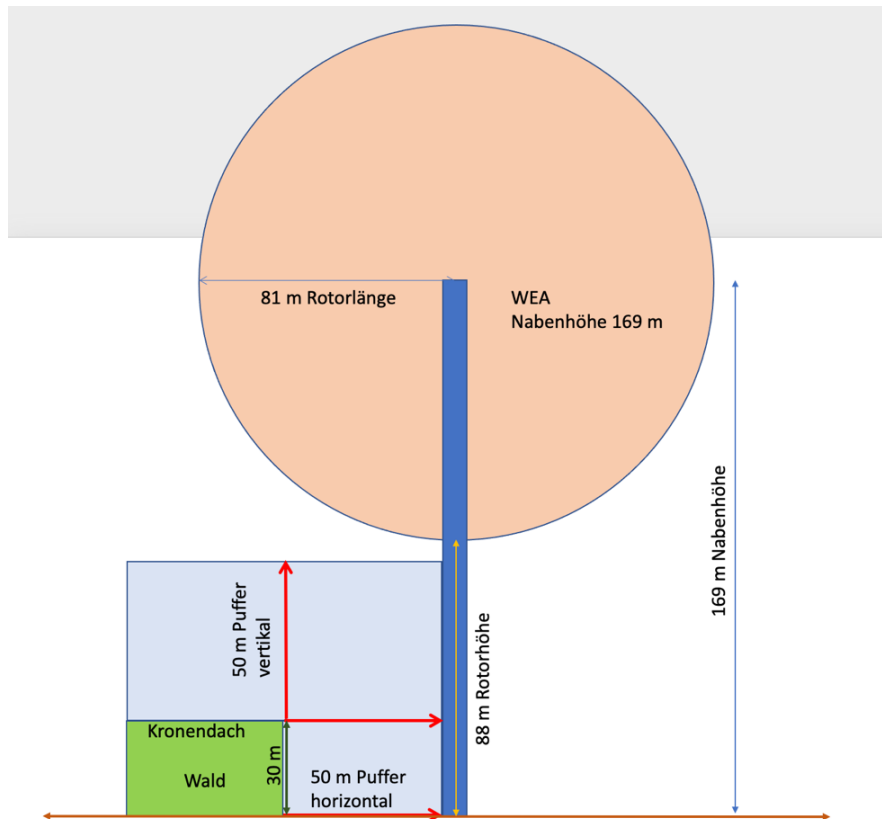 81 m Rotorlänge
WEA
Nabenhöhe 169 m
169 m Nabenhöhe
50 m Puffer
vertikal
88 m Rotorhöhe
Kronendach
Wald
30 m
50 m Puffer
horizontal